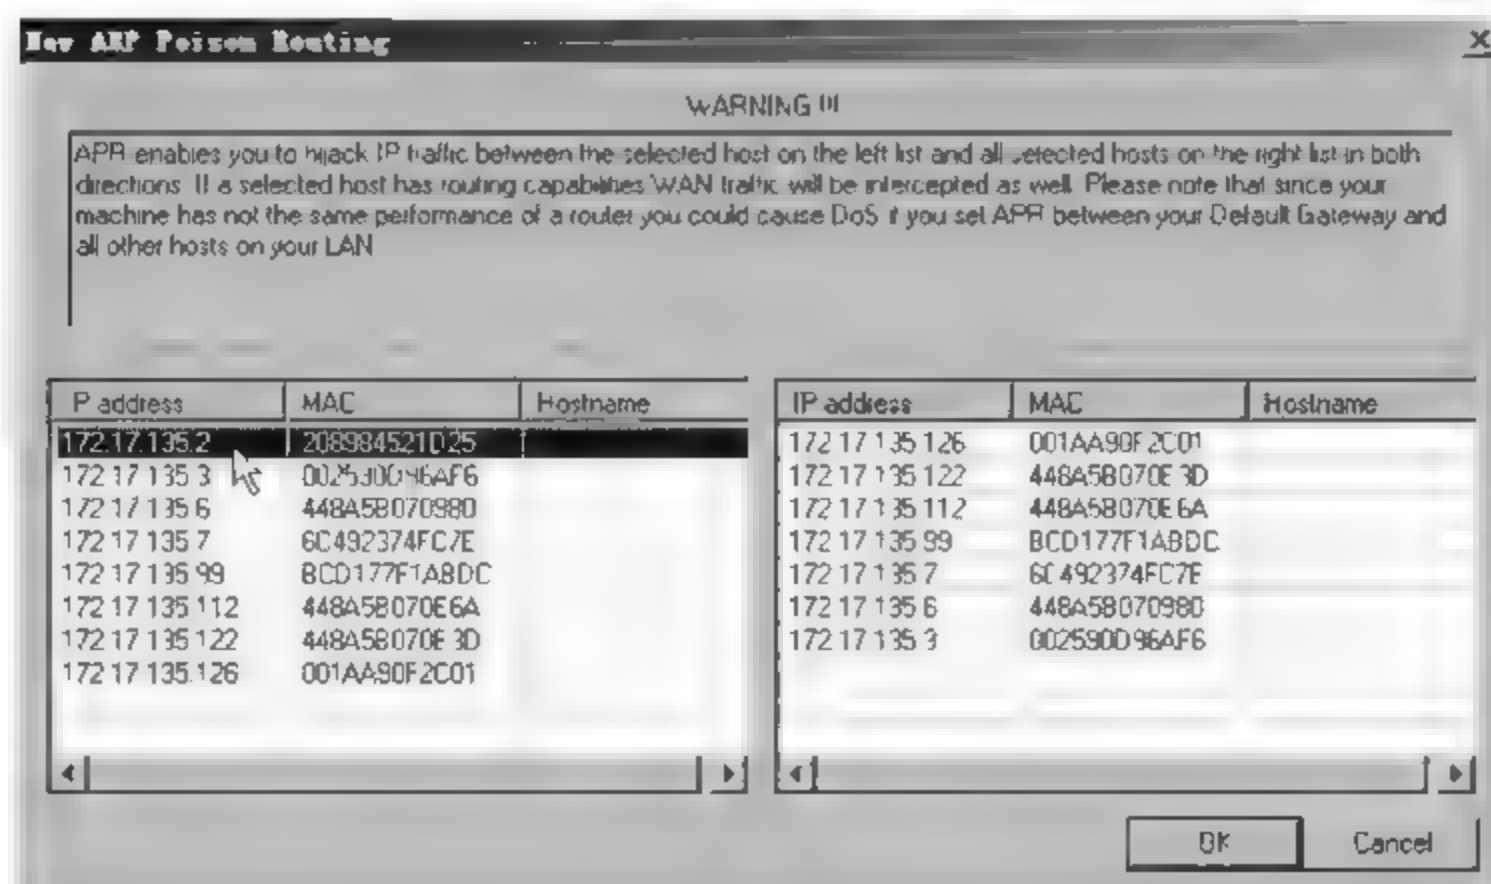 New ARP Poison Routing
WARNING !!!
APR enables you to hijack IP traffic between the selected host on the left list and all selected hosts on the right list in both
directions. If a selected host has routing capabilities WAN traffic will be intercepted as well. Please note that since your
machine has not the same performance of a router you could cause DoS if you set APR between your Default Gateway and
all other hosts on your LAN
IP address MAC Hostname IP address MAC Hostname
172.17.135.2 208984521D25 172.17.135.126 001AA90F2C01
172.17.135.3 002590D96AF6 172.17.135.122 448A5B070E3D
172.17.135.6 448A5B070980 172.17.135.112 448A5B070E6A
172.17.135.7 6C492374FC7E 172.17.135.99 BCD177F1ABDC
172.17.135.99 BCD177F1ABDC 172.17.135.7 6C492374FC7E
172.17.135.112 448A5B070E6A 172.17.135.6 448A5B070980
172.17.135.122 448A5B070E3D 172.17.135.3 002590D96AF6
172.17.135.126 001AA90F2C01
OK Cancel